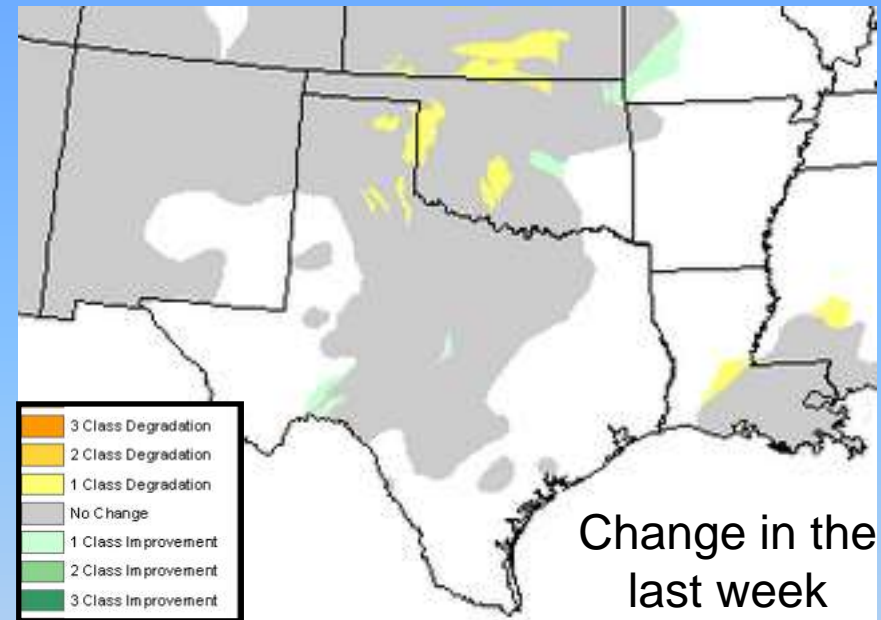 3 Class Degradation
2 Class Degradation
1 Class Degradation
No Change
1 Class Improvement
2 Class Improvement
3 Class Improvement
Change in the
last week